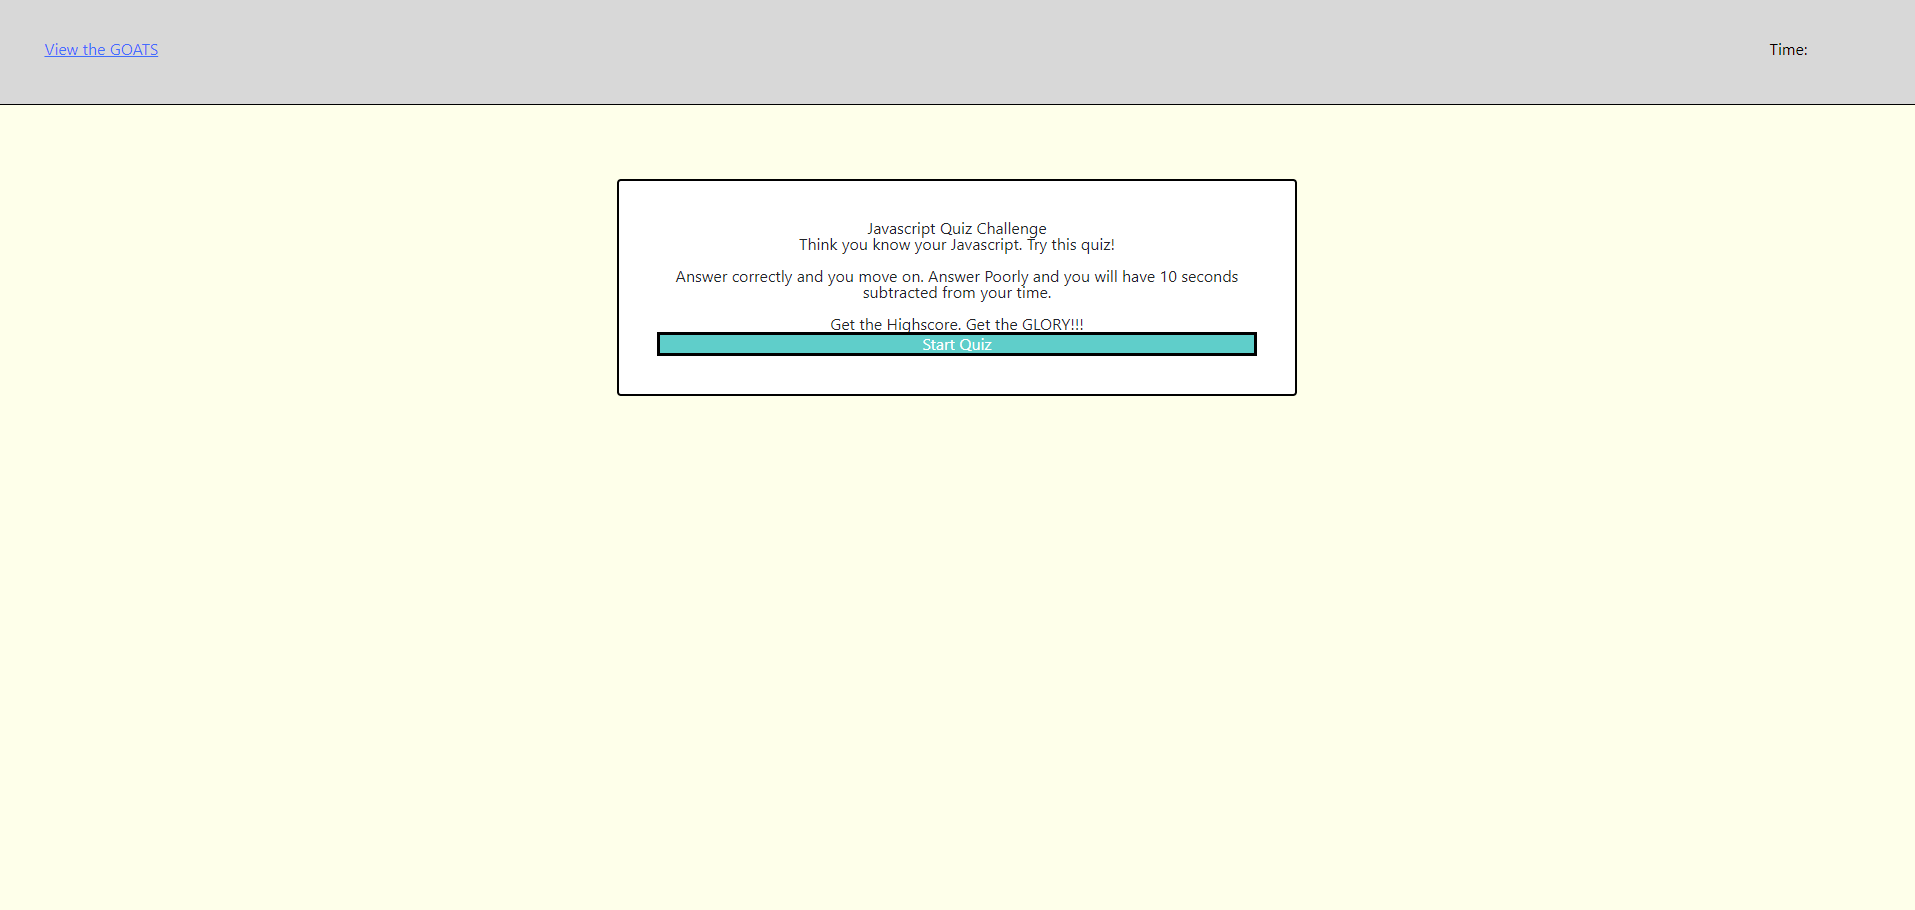 View the GOATS
Time:
Javascript Quiz Challenge
Think you know your Javascript. Try this quiz!
Answer correctly and you move on. Answer Poorly and you will have 10 seconds
subtracted from your time.
Get the Highscore. Get the GLORY!!!
Start Quiz